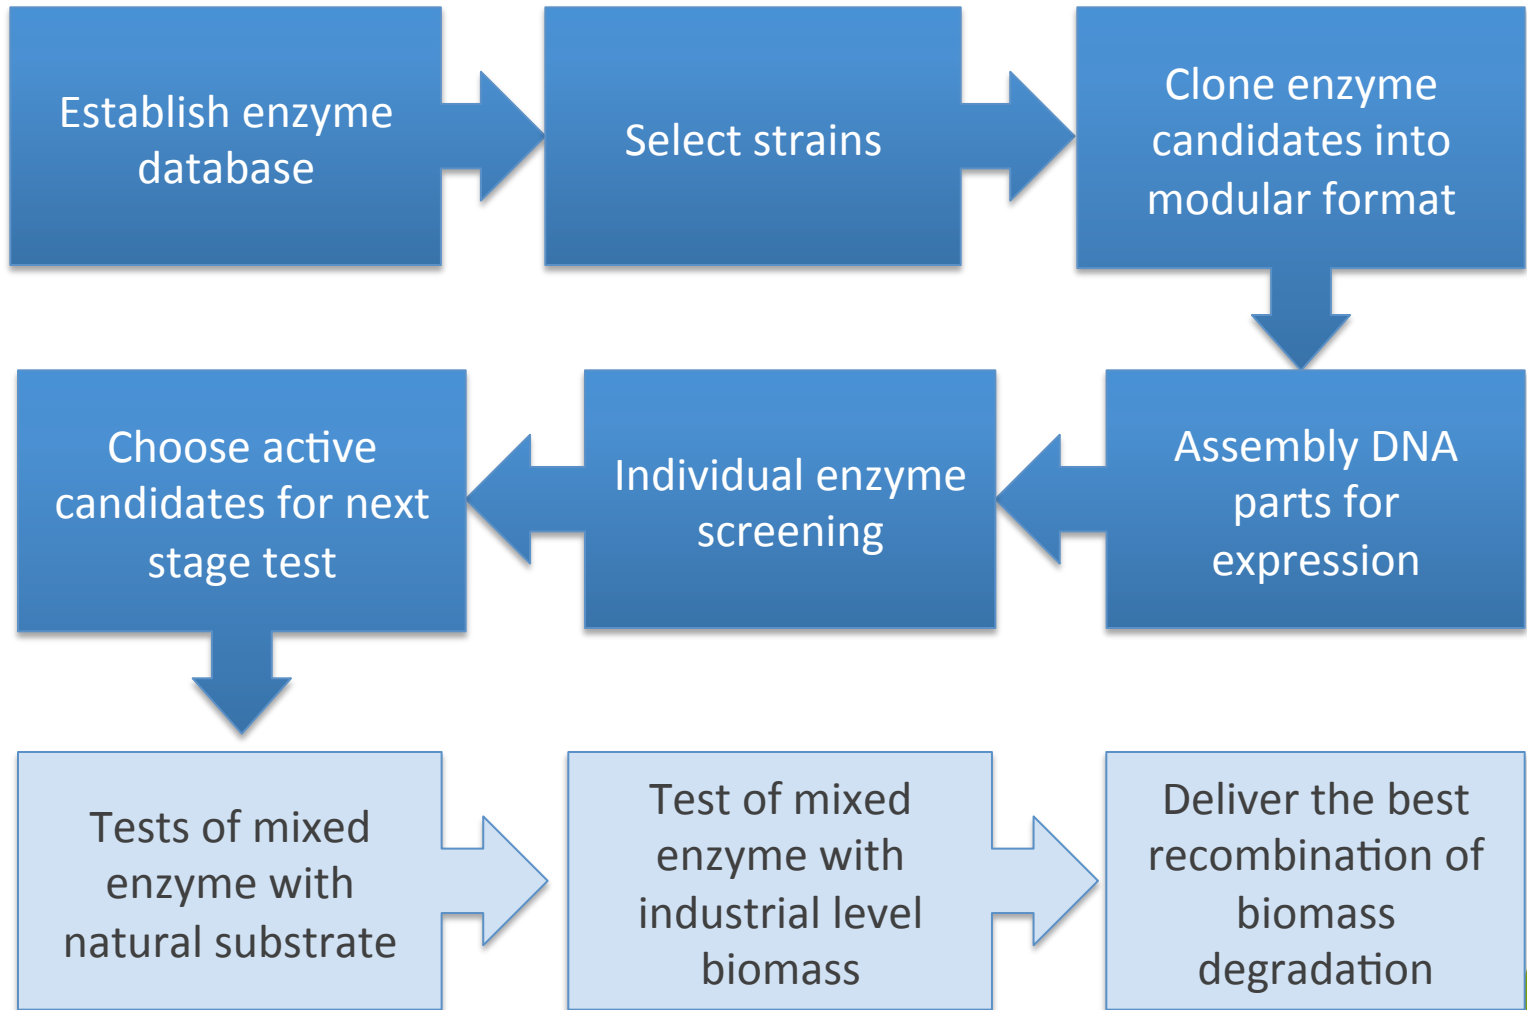 Establish enzyme
database
Select strains
Clone enzyme
candidates into
modular format
Assembly DNA
parts for
expression
Individual enzyme
screening
Choose active
candidates for next
stage test
Tests of mixed
enzyme with
natural substrate
Test of mixed
enzyme with
industrial level
biomass
Deliver the best
recombination of
biomass
degradation